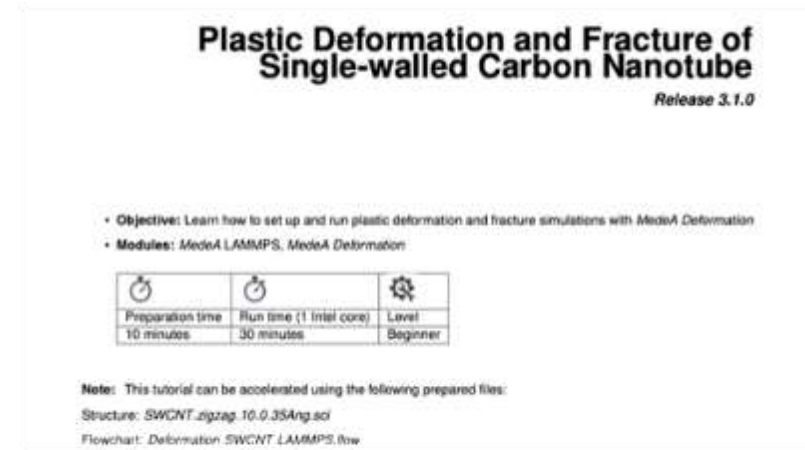 Plastic Deformation and Fracture of
Single-walled Carbon Nanotube
Release 3.1.0
• Objective: Learn how to set up and run plastic deformation and fracture simulations with MedeA Deformation
• Modules: MedeA LAMMPS, MedeA Deformation
Preparation time Run time (1 Intel core) Level
10 minutes 30 minutes Beginner
Note: This tutorial can be accelerated using the following prepared files:
Structure: SWCNT.zigzag.10.0.35Ang.sci
Flowchart: Deformation SWCNT LAMMPS.flow